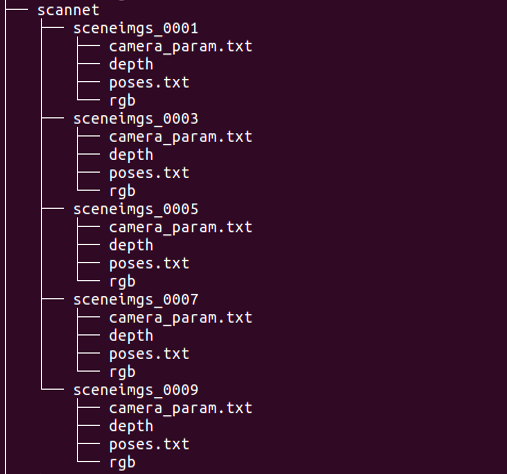 scannet
sceneimgs_0001
camera_param.txt
depth
poses.txt
rgb
sceneimgs_0003
camera_param.txt
depth
poses.txt
rgb
sceneimgs_0005
camera_param.txt
depth
poses.txt
rgb
sceneimgs_0007
camera_param.txt
depth
poses.txt
rgb
sceneimgs_0009
camera_param.txt
depth
poses.txt
rgb